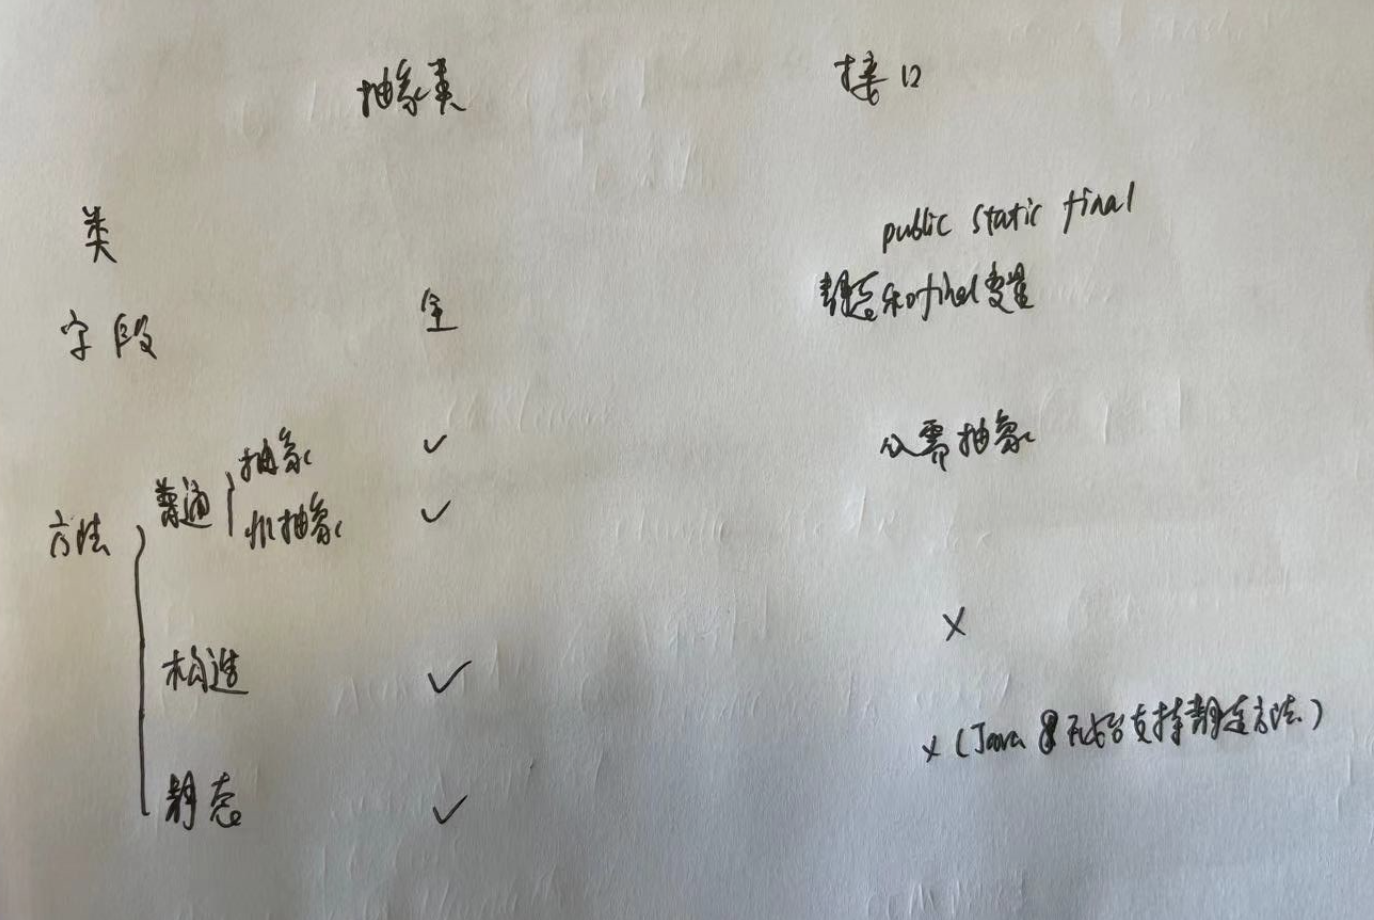 抽象类 接口
类
public static final
字段 全 静态和final变量
抽象 ✓ 必需抽象
方法 普通 非抽象 ✓
构造 ✓ ×
静态 ✓ ×(Java 8开始支持静态方法)